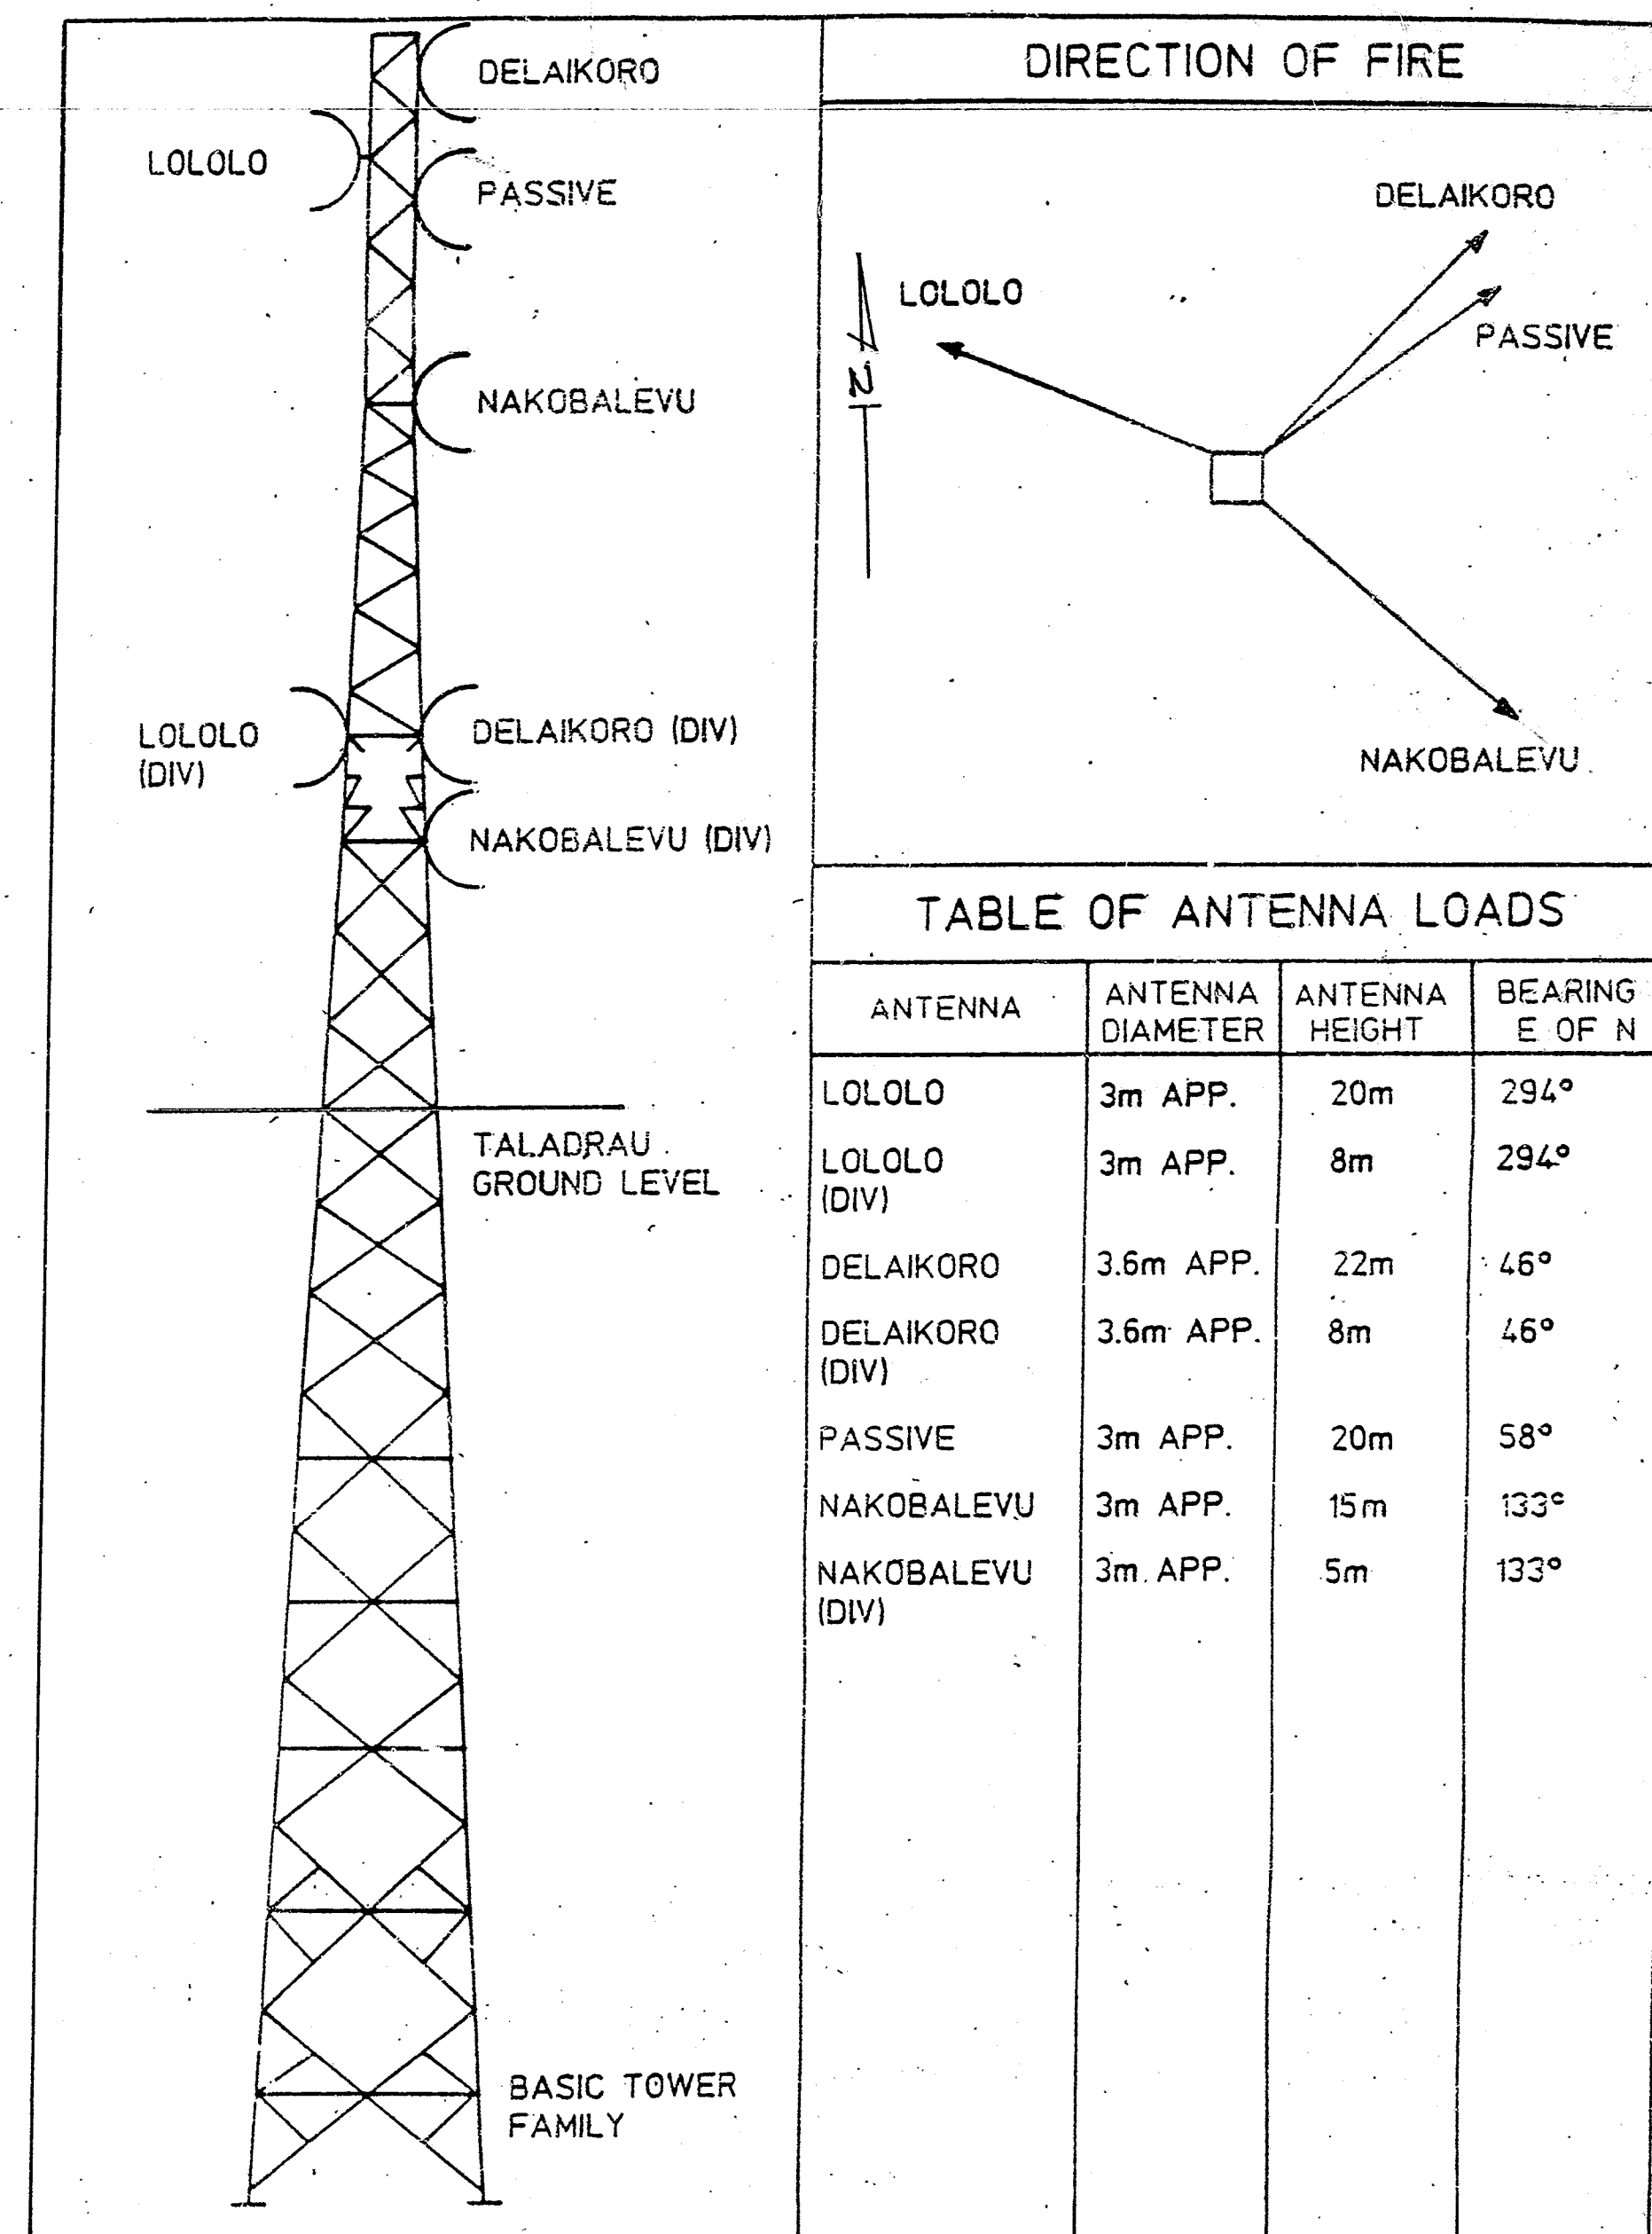 DELAIKORO
LOLOLO
PASSIVE
NAKOBALEVU
LOLOLO
(DIV)
DELAIKORO (DIV)
NAKOBALEVU (DIV)
TALADRAU
GROUND LEVEL
BASIC TOWER
FAMILY
DIRECTION OF FIRE
DELAIKORO
LOLOLO
PASSIVE
N
NAKOBALEVU
TABLE OF ANTENNA LOADS
ANTENNA ANTENNA DIAMETER ANTENNA HEIGHT BEARING E OF N
LOLOLO 3m APP. 20m 294°
LOLOLO (DIV) 3m APP. 8m 294°
DELAIKORO 3.6m APP. 22m 46°
DELAIKORO (DIV) 3.6m APP. 8m 46°
PASSIVE 3m APP. 20m 58°
NAKOBALEVU 3m APP. 15m 133°
NAKOBALEVU (DIV) 3m. APP. 5m 133°